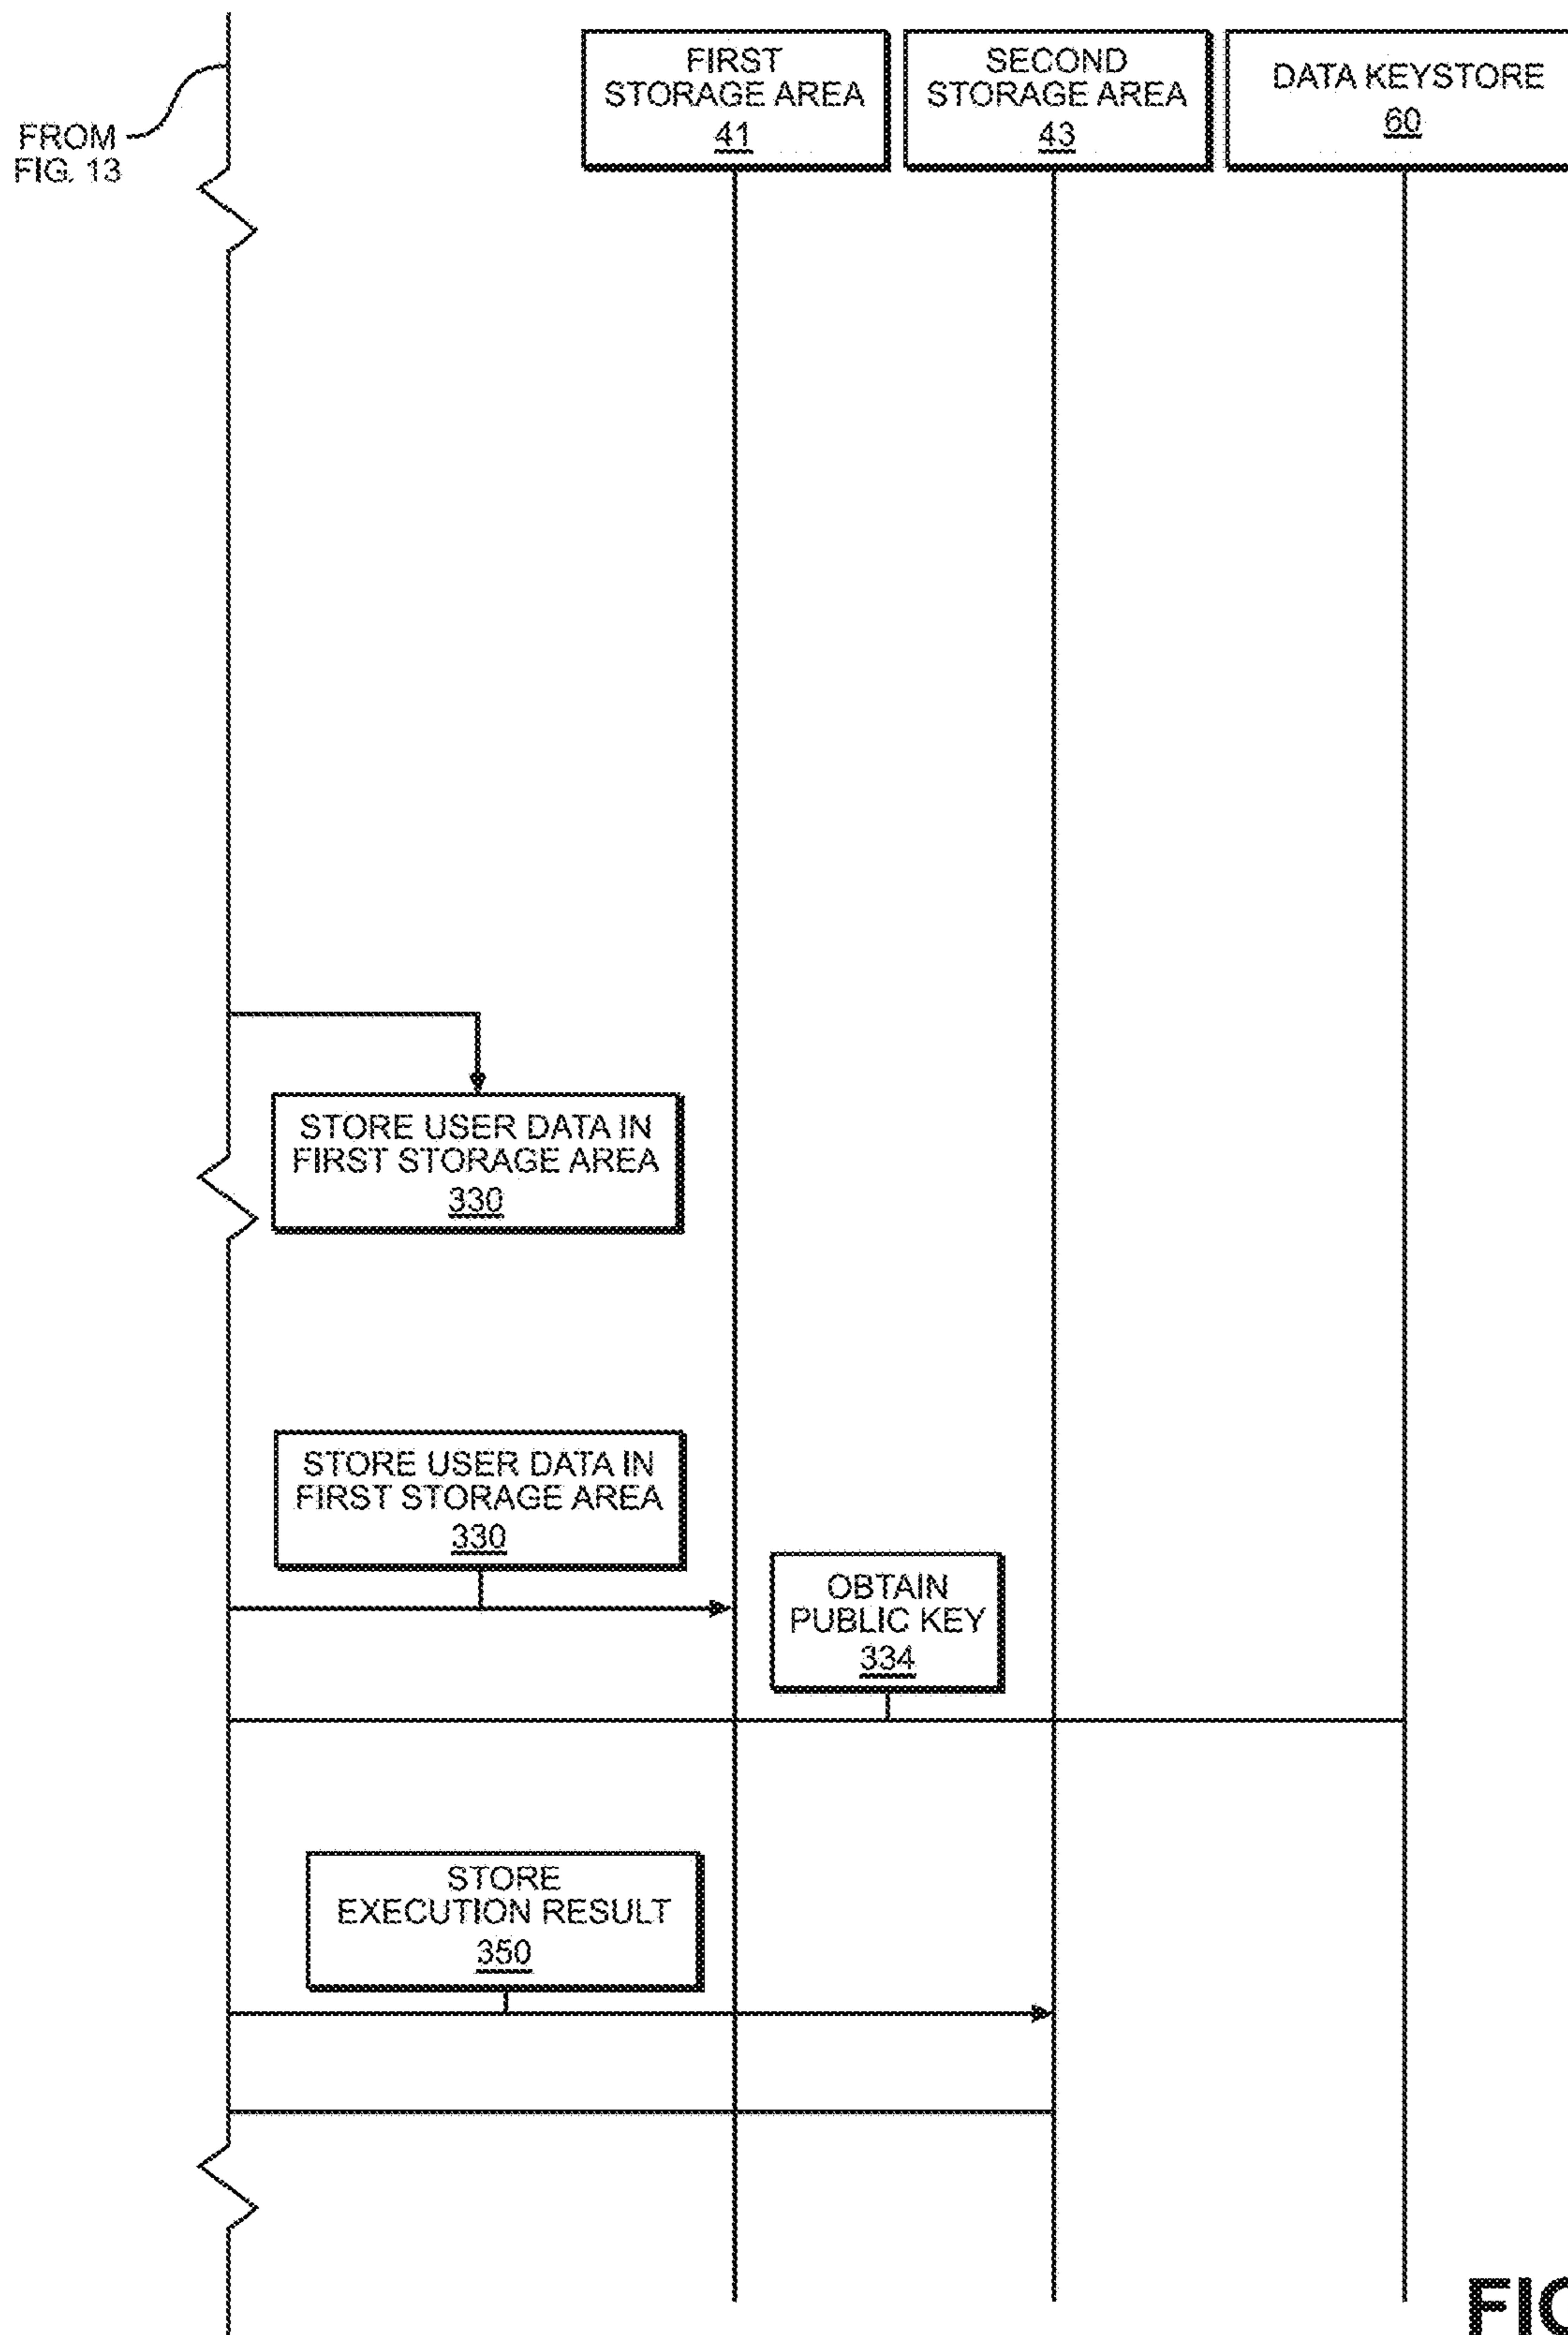 FROM
FIG. 13
FIRST
STORAGE AREA
41
SECOND
STORAGE AREA
43
DATA KEYSTORE
60
STORE USER DATA IN
FIRST STORAGE AREA
330
STORE USER DATA IN
FIRST STORAGE AREA
330
OBTAIN
PUBLIC KEY
334
STORE
EXECUTION RESULT
350